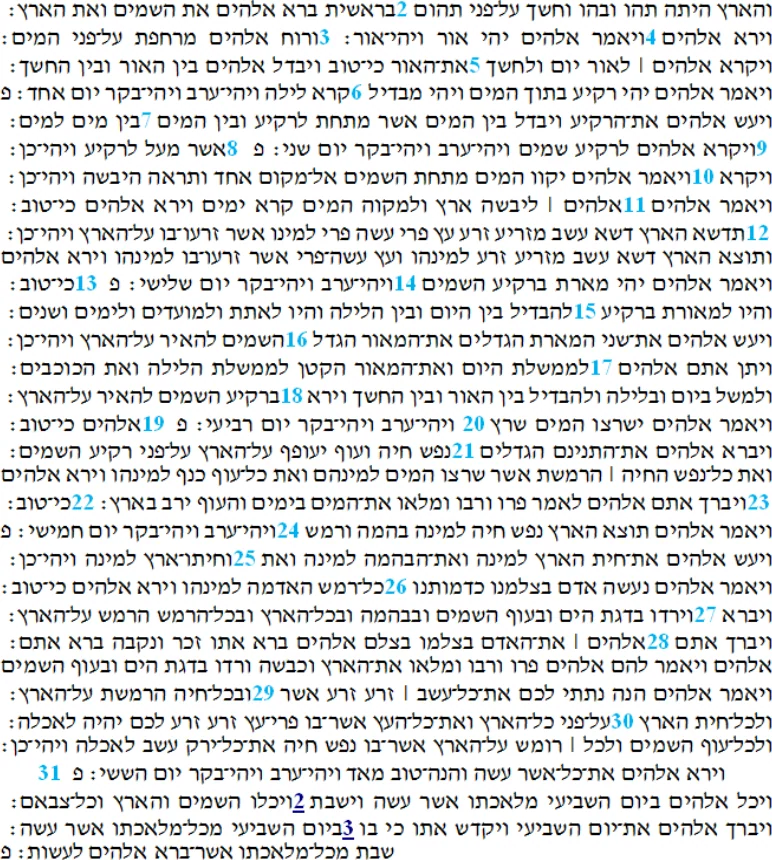 והארץ היתה תהו ובהו וחשך על־פני תהום 2בראשית ברא אלהים את השמים ואת הארץ:
וירא אלהים 4ויאמר אלהים יהי אור ויהי־אור: 3ורוח אלהים מרחפת על־פני המים:
ויקרא אלהים | לאור יום ולחשך 5את־האור כי־טוב ויבדל אלהים בין האור ובין החשך:
ויאמר אלהים יהי רקיע בתוך המים ויהי מבדיל 6קרא לילה ויהי־ערב ויהי־בקר יום אחד: פ
ויעש אלהים את־הרקיע ויבדל בין המים אשר מתחת לרקיע ובין המים 7בין מים למים:
9ויקרא אלהים לרקיע שמים ויהי־ערב ויהי־בקר יום שני: פ 8אשר מעל לרקיע ויהי־כן:
ויקרא 10ויאמר אלהים יקוו המים מתחת השמים אל־מקום אחד ותראה היבשה ויהי־כן:
ויאמר אלהים 11אלהים | ליבשה ארץ ולמקוה המים קרא ימים וירא אלהים כי־טוב:
12תדשא הארץ דשא עשב מזריע זרע עץ פרי עשה פרי למינו אשר זרעו־בו על־הארץ ויהי־כן:
ותוצא הארץ דשא עשב מזריע זרע למינהו ועץ עשה־פרי אשר זרעו־בו למינהו וירא אלהים
ויאמר אלהים יהי מארת ברקיע השמים 14ויהי־ערב ויהי־בקר יום שלישי: פ 13כי־טוב:
והיו למאורת ברקיע 15להבדיל בין היום ובין הלילה והיו לאתת ולמועדים ולימים ושנים:
ויעש אלהים את־שני המארת הגדלים את־המאור הגדל 16השמים להאיר על־הארץ ויהי־כן:
ויתן אתם אלהים 17לממשלת היום ואת־המאור הקטן לממשלת הלילה ואת הכוכבים:
ולמשל ביום ובלילה ולהבדיל בין האור ובין החשך וירא 18ברקיע השמים להאיר על־הארץ:
ויאמר אלהים ישרצו המים שרץ 20 ויהי־ערב ויהי־בקר יום רביעי: פ 19אלהים כי־טוב:
ויברא אלהים את־התנינם הגדלים 21נפש חיה ועוף יעופף על־הארץ על־פני רקיע השמים:
ואת כל־נפש החיה | הרמשת אשר שרצו המים למינהם ואת כל־עוף כנף למינהו וירא אלהים
23ויברך אתם אלהים לאמר פרו ורבו ומלאו את־המים בימים והעוף ירב בארץ: 22כי־טוב:
ויאמר אלהים תוצא הארץ נפש חיה למינה בהמה ורמש 24ויהי־ערב ויהי־בקר יום חמישי: פ
ויעש אלהים את־חית הארץ למינה ואת־הבהמה למינה ואת 25וחיתו־ארץ למינה ויהי־כן:
ויאמר אלהים נעשה אדם בצלמנו כדמותנו 26כל־רמש האדמה למינהו וירא אלהים כי־טוב:
ויברא 27וירדו בדגת הים ובעוף השמים ובבהמה ובכל־הארץ ובכל־הרמש הרמש על־הארץ:
ויברך אתם 28אלהים | את־האדם בצלמו בצלם אלהים ברא אתו זכר ונקבה ברא אתם:
אלהים ויאמר להם אלהים פרו ורבו ומלאו את־הארץ וכבשה ורדו בדגת הים ובעוף השמים
ויאמר אלהים הנה נתתי לכם את־כל־עשב | זרע זרע אשר 29ובכל־חיה הרמשת על־הארץ:
ולכל־חית הארץ 30על־פני כל־הארץ ואת־כל־העץ אשר־בו פרי־עץ זרע זרע לכם יהיה לאכלה:
ולכל־עוף השמים ולכל | רומש על־הארץ אשר־בו נפש חיה את־כל־ירק עשב לאכלה ויהי־כן:
וירא אלהים את־כל־אשר עשה והנה־טוב מאד ויהי־ערב ויהי־בקר יום הששי: פ 31
ויכל אלהים ביום השביעי מלאכתו אשר עשה וישבת 2ויכלו השמים והארץ וכל־צבאם:
ויברך אלהים את־יום השביעי ויקדש אתו כי בו 3ביום השביעי מכל־מלאכתו אשר עשה:
שבת מכל־מלאכתו אשר־ברא אלהים לעשות: פ